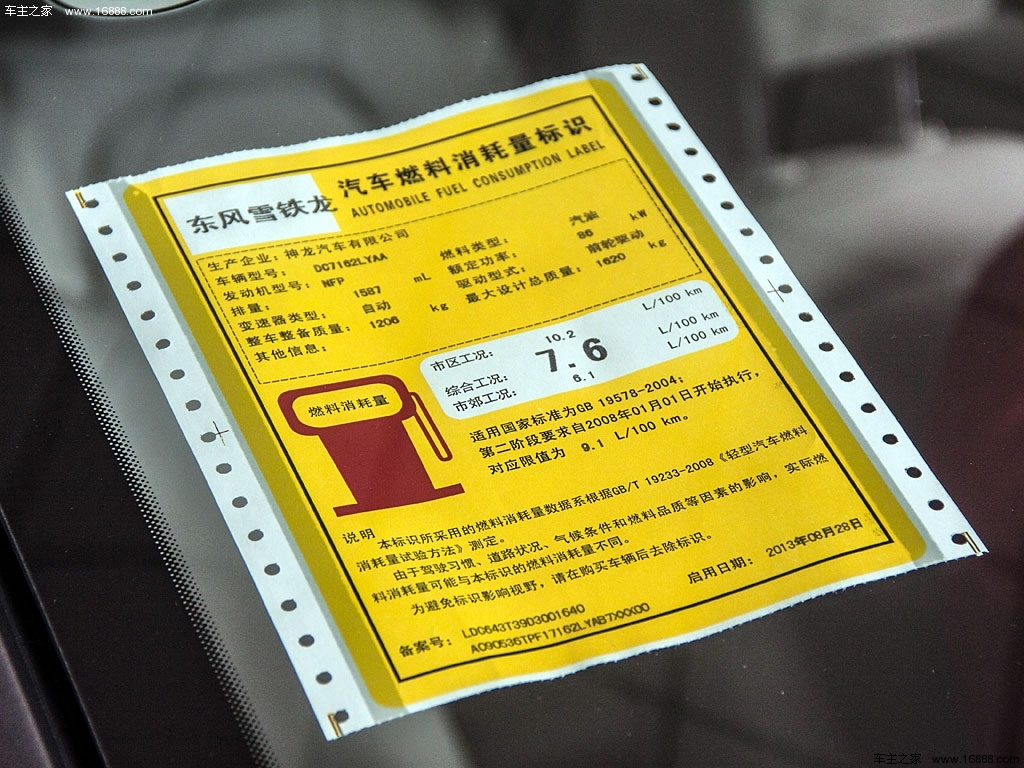 车主之家 www.16888.com
东风雪铁龙
汽车燃料消耗量标识
AUTOMOBILE FUEL CONSUMPTION LABEL
生产企业：神龙汽车有限公司
车辆型号： DC7162LYAA 燃料类型： 汽油
发动机型号：NFP 额定功率： 86 kW
排量： 1587 mL 驱动型式： 前轮驱动
变速器类型： 自动 最大设计总质量： 1620 kg
整车整备质量： 1206 kg
其他信息：
市区工况： 10.2 L/100 km
综合工况： 7.6 L/100 km
市郊工况： 6.1 L/100 km
燃料消耗量
适用国家标准为GB 19578-2004；
第二阶段要求自2008年01月01日开始执行，
对应限值为 9.1 L/100 km。
说明
本标识所采用的燃料消耗量数据系根据GB/T 19233-2008《轻型汽车燃料
消耗量试验方法》测定。
由于驾驶习惯、道路状况、气候条件和燃料品质等因素的影响，实际燃
料消耗量可能与本标识的燃料消耗量不同。
为避免标识影响视野，请在购买车辆后去除标识。
启用日期： 2013年08月28日
备案号： LDC643T39D3001640
A090536TPF17162LYAB7XXX00
车主之家 www.16888.com